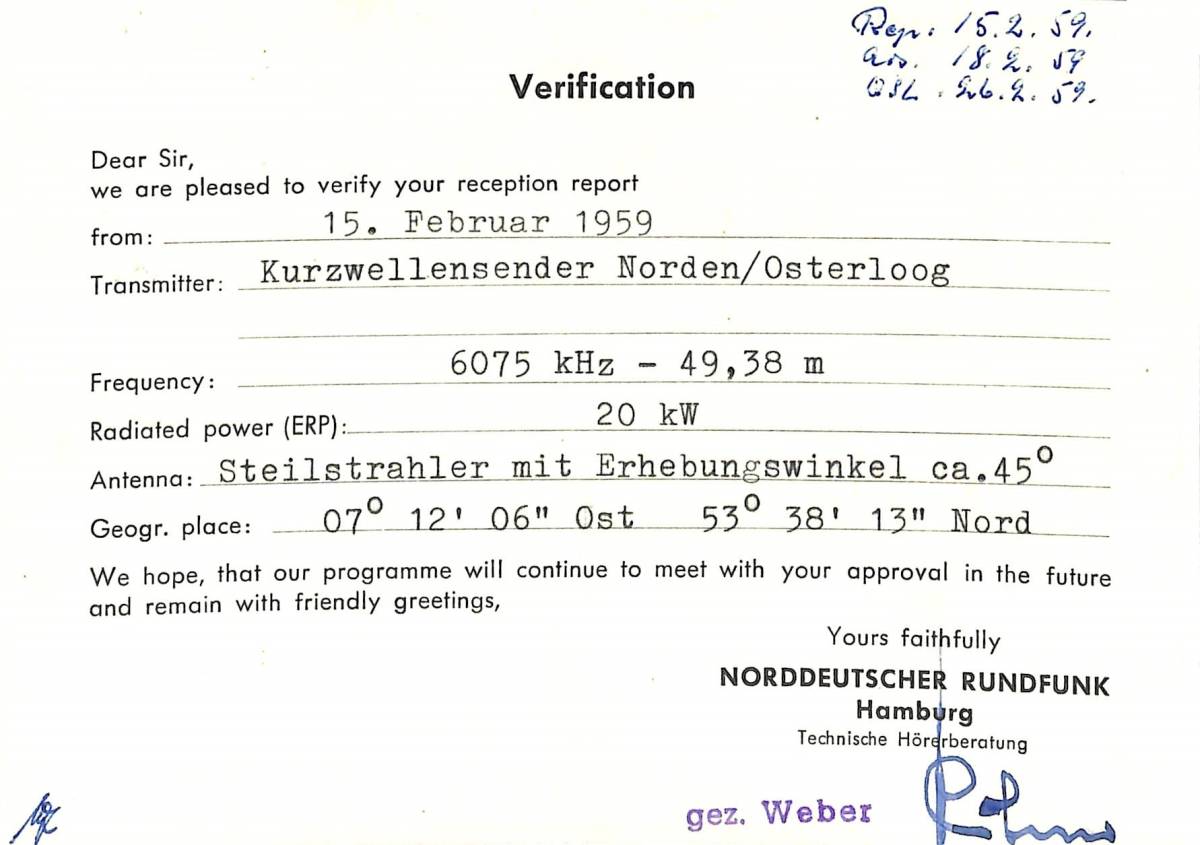 Rep: 15.2.59.
18.2.59
QSL. 26.2.59.
Verification
Dear Sir,
we are pleased to verify your reception report
from: 15. Februar 1959
Transmitter: Kurzwellensender Norden/Osterloog
Frequency: 6075 kHz - 49,38 m
Radiated power (ERP): 20 kW
Antenna: Steilstrahler mit Erhebungswinkel ca.45°
Geogr. place: 07° 12' 06" Ost 53° 38' 13" Nord
We hope, that our programme will continue to meet with your approval in the future
and remain with friendly greetings,
Yours faithfully
NORDDEUTSCHER RUNDFUNK
Hamburg
Technische Hörerberatung
gez. Weber